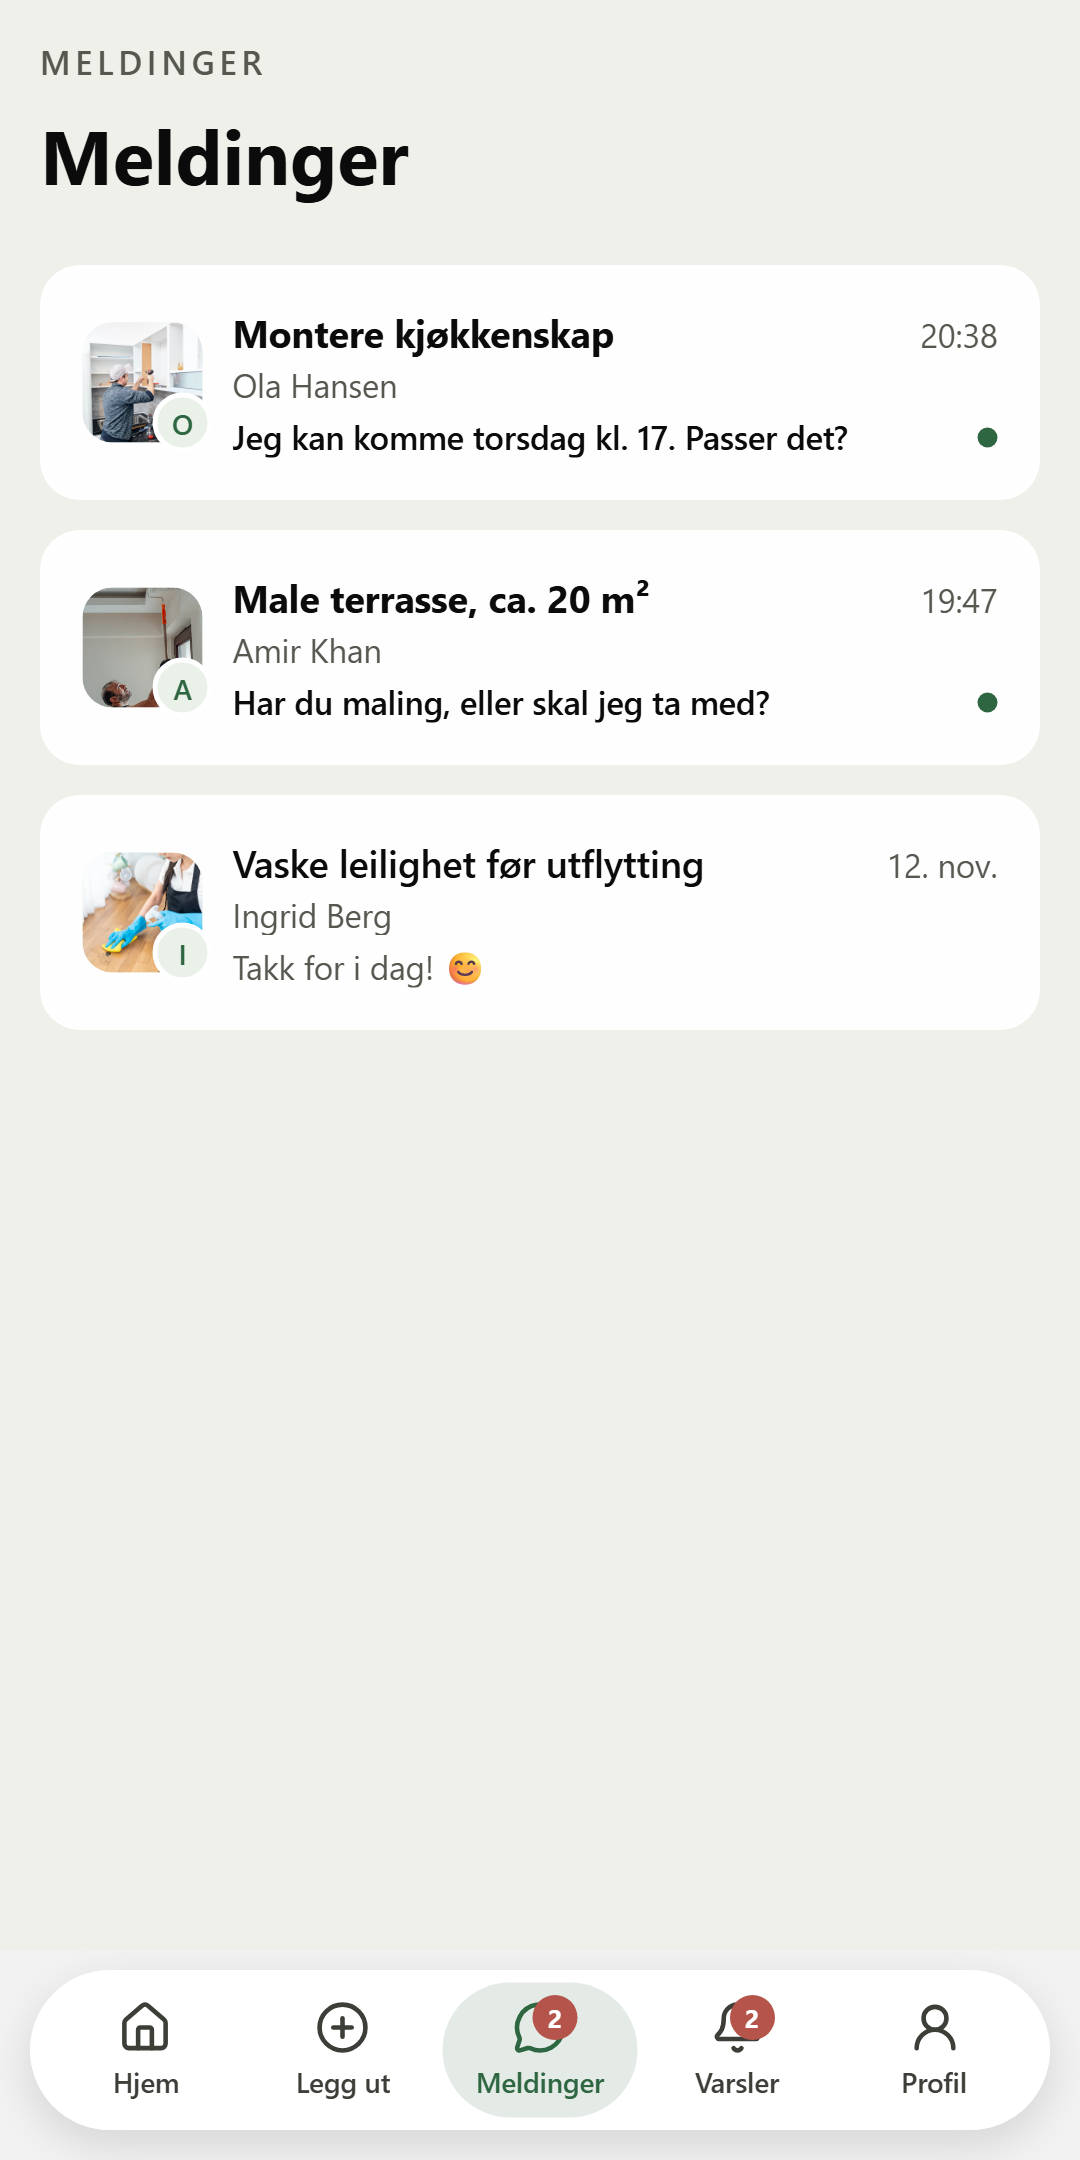 MELDINGER
Meldinger
Montere kjøkkenskap
20:38
Ola Hansen
O
Jeg kan komme torsdag kl. 17. Passer det?
Male terrasse, ca. 20 m²
19:47
Amir Khan
A
Har du maling, eller skal jeg ta med?
Vaske leilighet før utflytting
12. nov.
Ingrid Berg
I
Takk for i dag! 😊
2
2
Hjem
Legg ut
Meldinger
Varsler
Profil